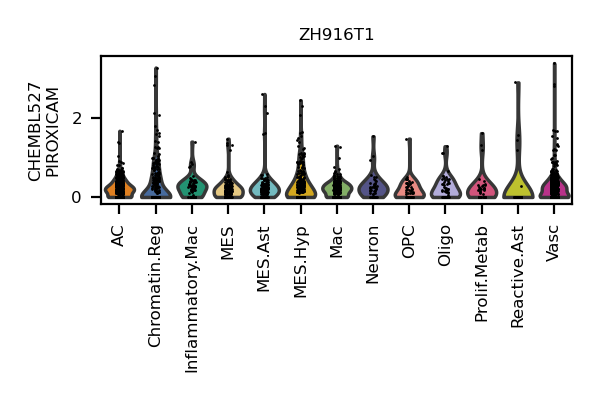 ZH916T1
CHEMBL527
PIROXICAM
2
0
AC
Chromatin.Reg
Inflammatory.Mac
MES
MES.Ast
MES.Hyp
Mac
Neuron
OPC
Oligo
Prolif.Metab
Reactive.Ast
Vasc